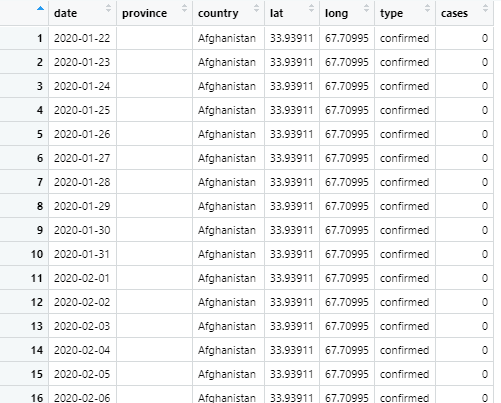 date province country lat long type cases
1 2020-01-22 Afghanistan 33.93911 67.70995 confirmed 0
2 2020-01-23 Afghanistan 33.93911 67.70995 confirmed 0
3 2020-01-24 Afghanistan 33.93911 67.70995 confirmed 0
4 2020-01-25 Afghanistan 33.93911 67.70995 confirmed 0
5 2020-01-26 Afghanistan 33.93911 67.70995 confirmed 0
6 2020-01-27 Afghanistan 33.93911 67.70995 confirmed 0
7 2020-01-28 Afghanistan 33.93911 67.70995 confirmed 0
8 2020-01-29 Afghanistan 33.93911 67.70995 confirmed 0
9 2020-01-30 Afghanistan 33.93911 67.70995 confirmed 0
10 2020-01-31 Afghanistan 33.93911 67.70995 confirmed 0
11 2020-02-01 Afghanistan 33.93911 67.70995 confirmed 0
12 2020-02-02 Afghanistan 33.93911 67.70995 confirmed 0
13 2020-02-03 Afghanistan 33.93911 67.70995 confirmed 0
14 2020-02-04 Afghanistan 33.93911 67.70995 confirmed 0
15 2020-02-05 Afghanistan 33.93911 67.70995 confirmed 0
16 2020-02-06 Afghanistan 33.93911 67.70995 confirmed 0